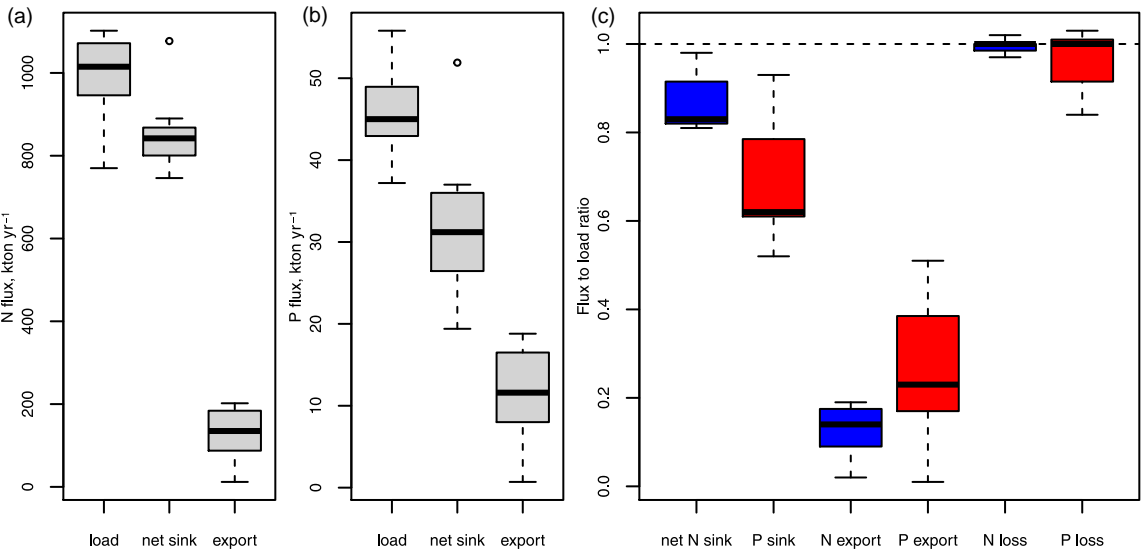 (a)
N flux, kton yr⁻¹
1000
800
600
400
200
0
load net sink export
(b)
P flux, kton yr⁻¹
50
40
30
20
10
0
load net sink export
(c)
Flux to load ratio
1.0
0.8
0.6
0.4
0.2
0.0
net N sink P sink N export P export N loss P loss